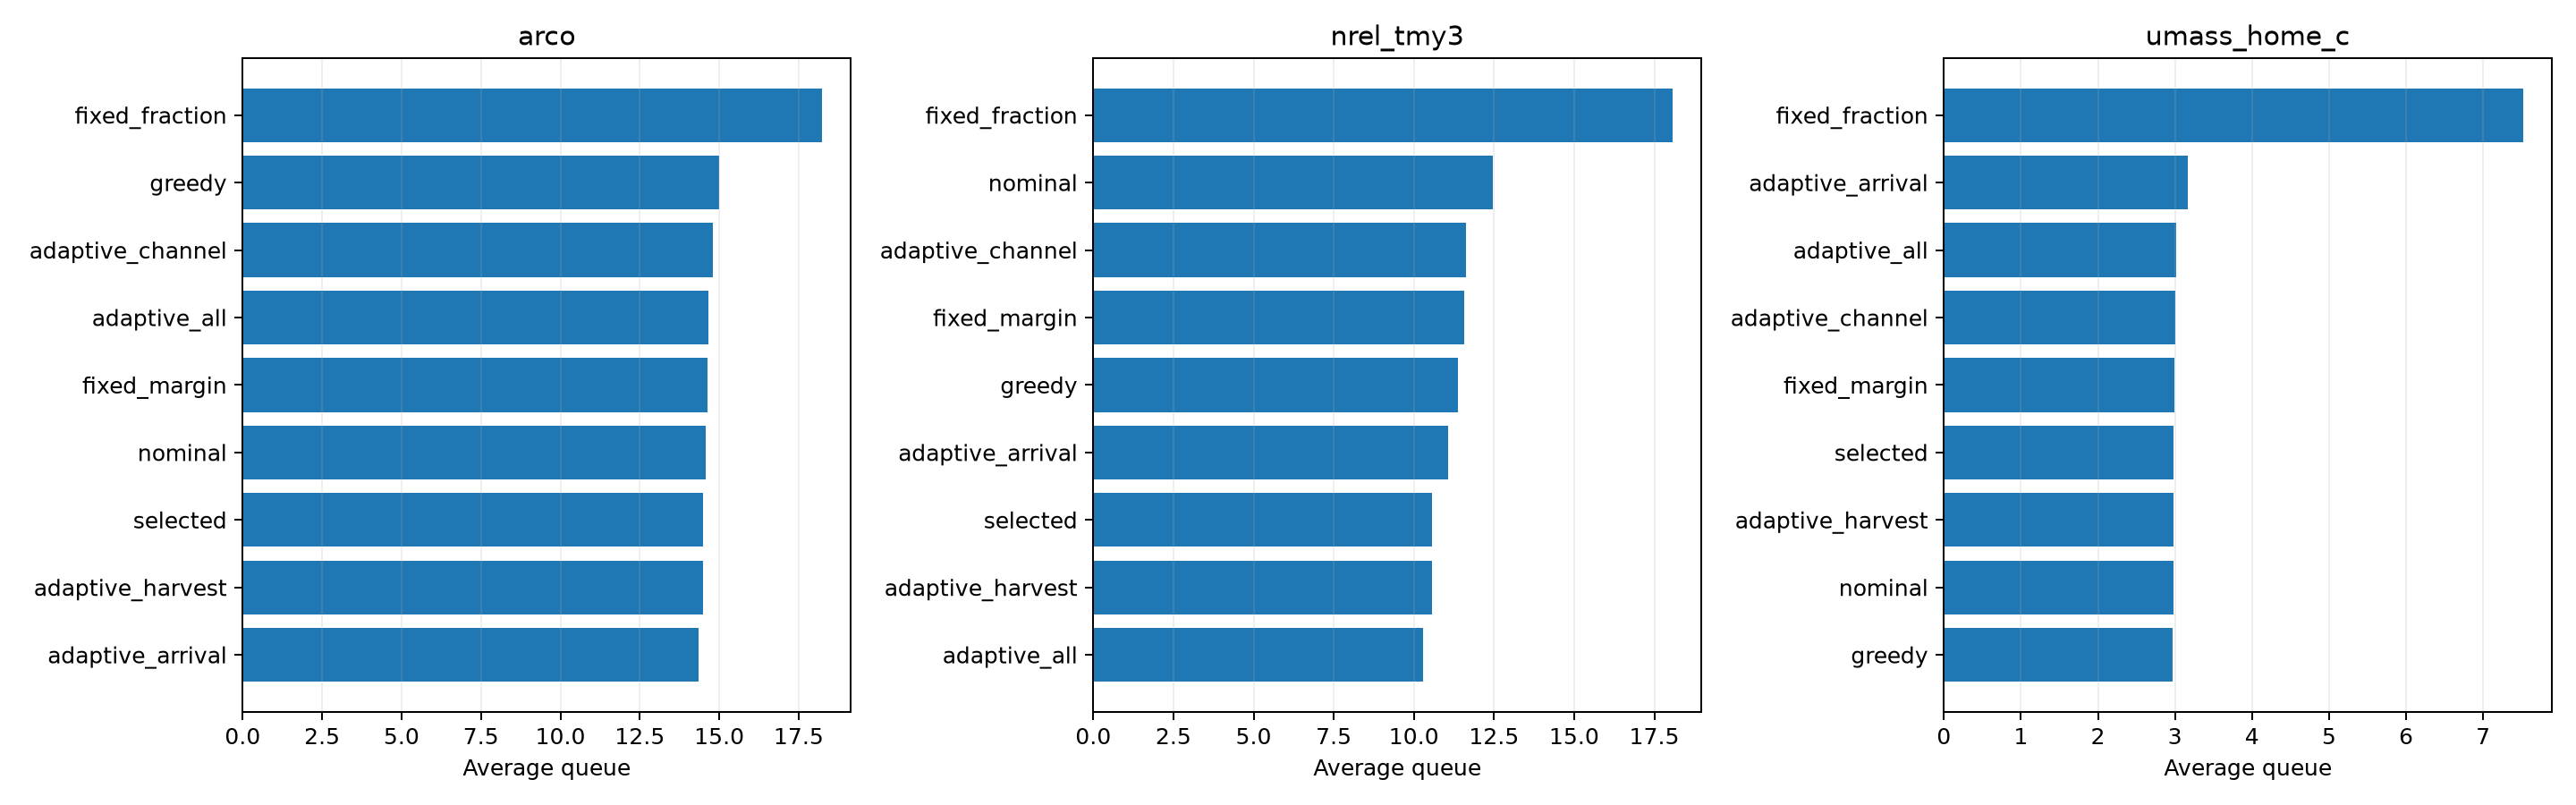 arco
fixed_fraction
greedy
adaptive_channel
adaptive_all
fixed_margin
nominal
selected
adaptive_harvest
adaptive_arrival
0.0 2.5 5.0 7.5 10.0 12.5 15.0 17.5
Average queue
nrel_tmy3
fixed_fraction
nominal
adaptive_channel
fixed_margin
greedy
adaptive_arrival
selected
adaptive_harvest
adaptive_all
0.0 2.5 5.0 7.5 10.0 12.5 15.0 17.5
Average queue
umass_home_c
fixed_fraction
adaptive_arrival
adaptive_all
adaptive_channel
fixed_margin
selected
adaptive_harvest
nominal
greedy
0 1 2 3 4 5 6 7
Average queue